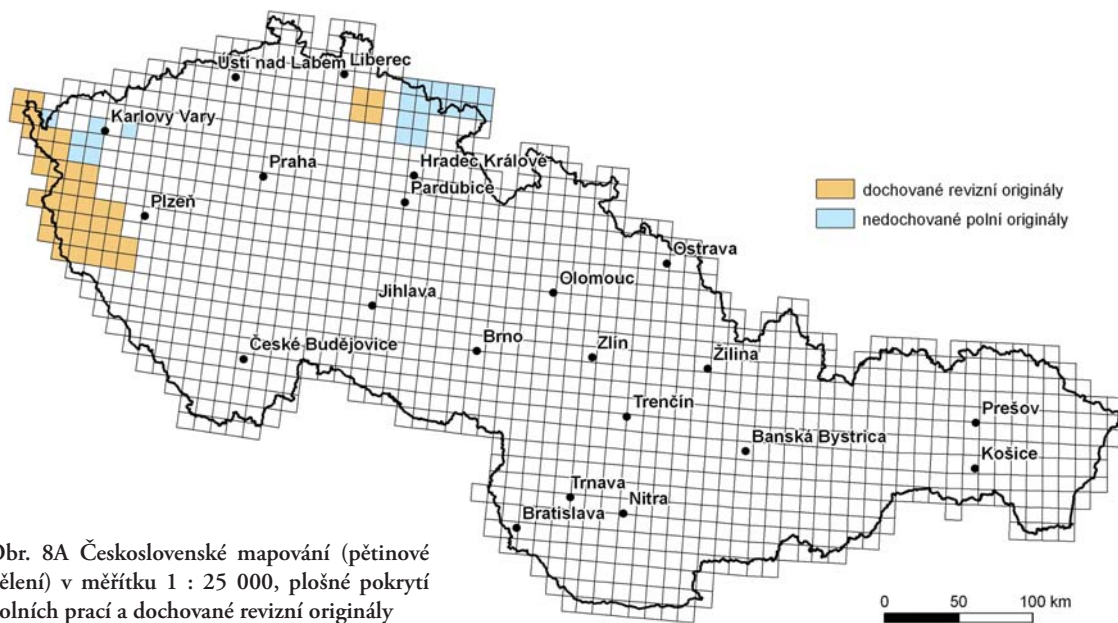 Ústí nad Labem
Liberec
Karlovy Vary
Praha
Hradec Králové
Pardubice
Plzeň
dochované revizní originály
nedochované polní originály
Ostrava
Olomouc
Jihlava
Brno
Zlín
České Budějovice
Žilina
Trenčín
Prešov
Banská Bystrica
Košice
Trnava
Nitra
Bratislava
Obr. 8A Československé mapování (pětinové
ělení) v měřítku 1 : 25 000, plošné pokrytí
olních prací a dochované revizní originály
0 50 100 km